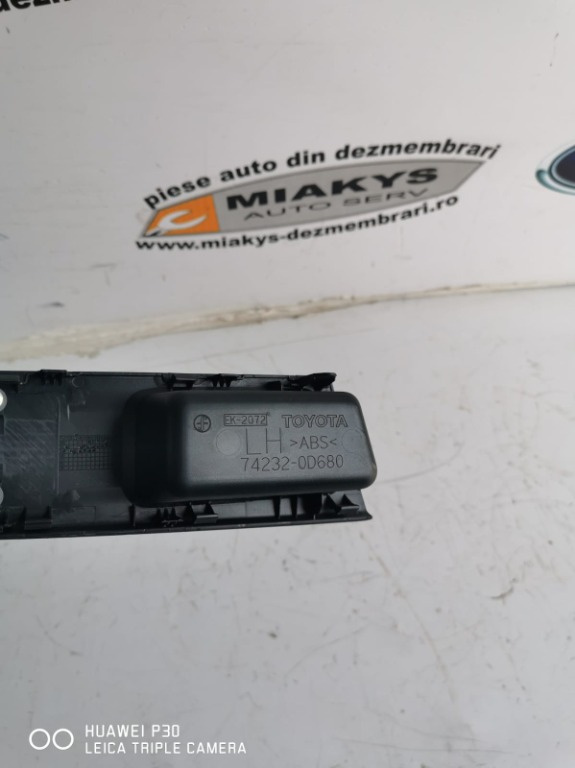 dezmem
piese auto din dezmembrari
MIAKYS
AUTO SERV
www.miakys-dezmembrari.ro
EK-2072 TOYOTA
LH >ABS<
74232-0D680
HUAWEI P30
LEICA TRIPLE CAMERA